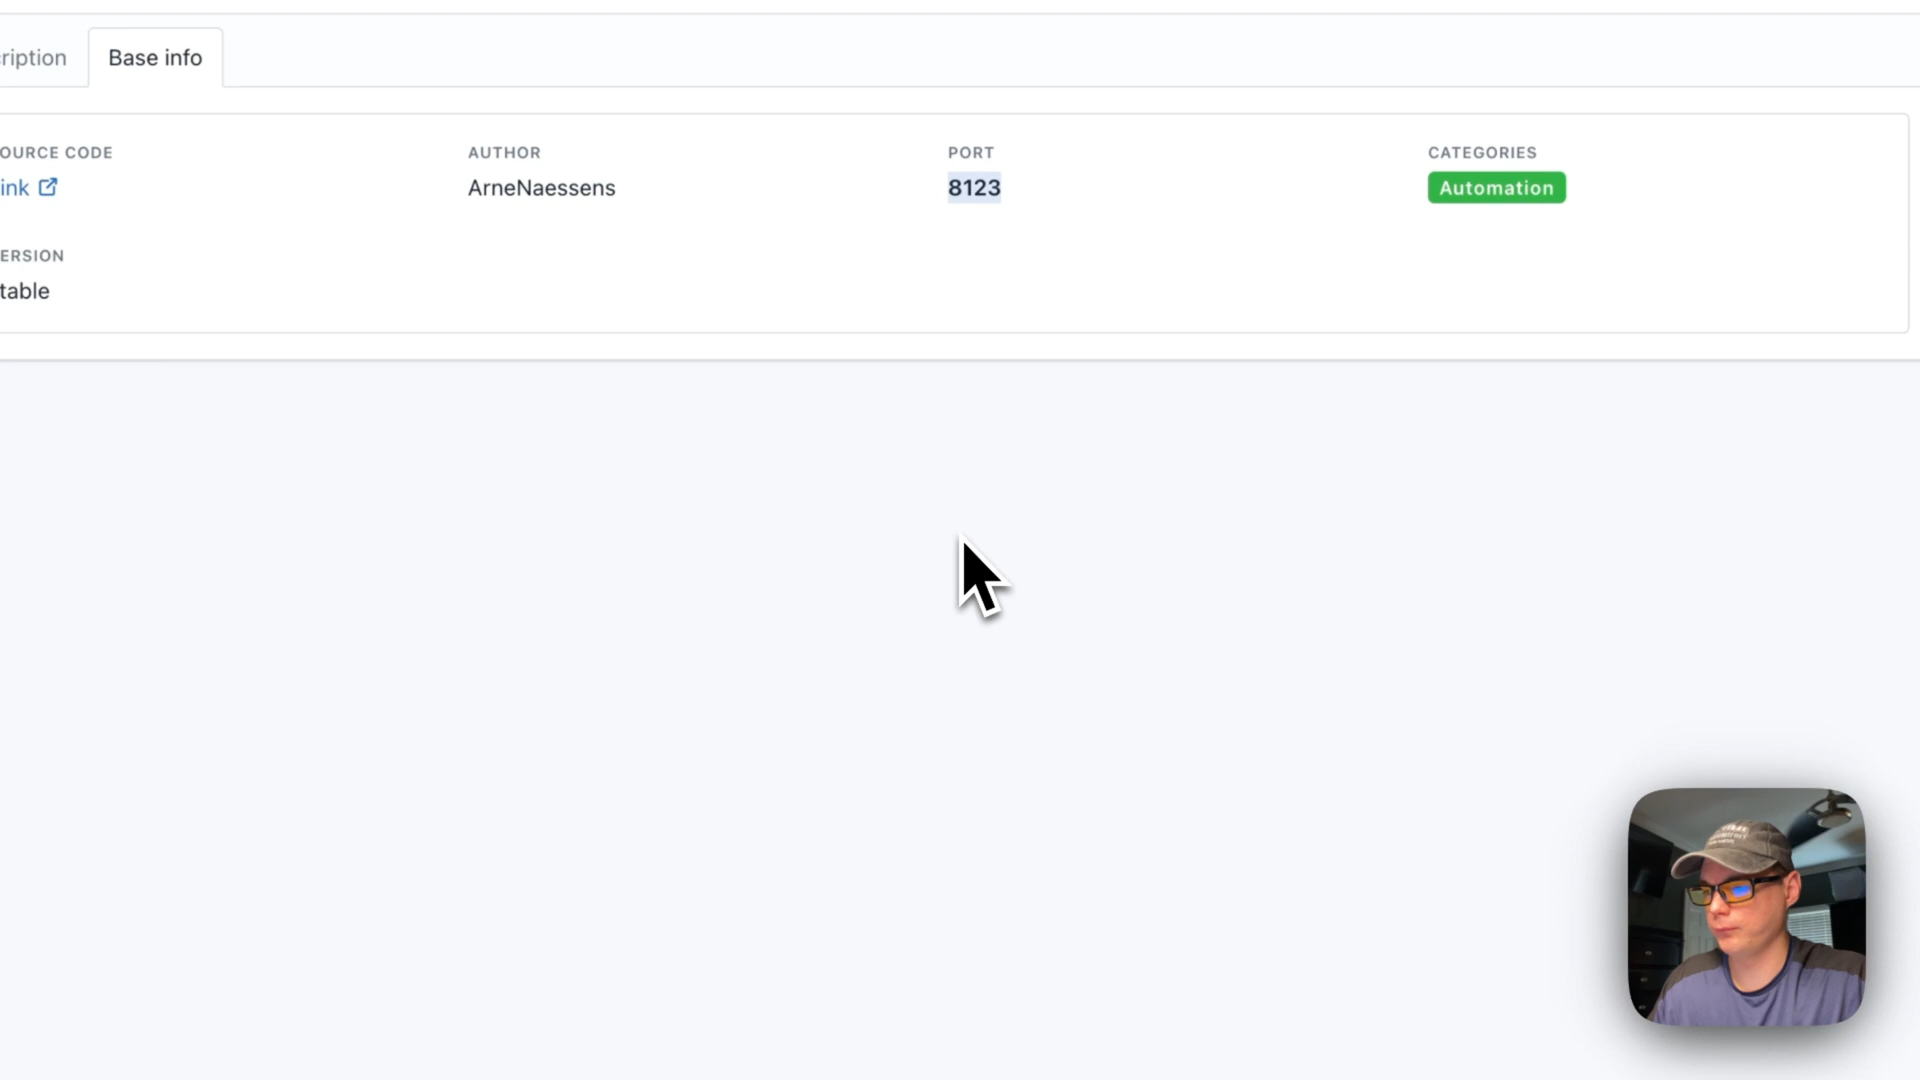 ription
Base info
OURCE CODE
AUTHOR
PORT
CATEGORIES
ink
ArneNaessens
8123
Automation
ERSION
table